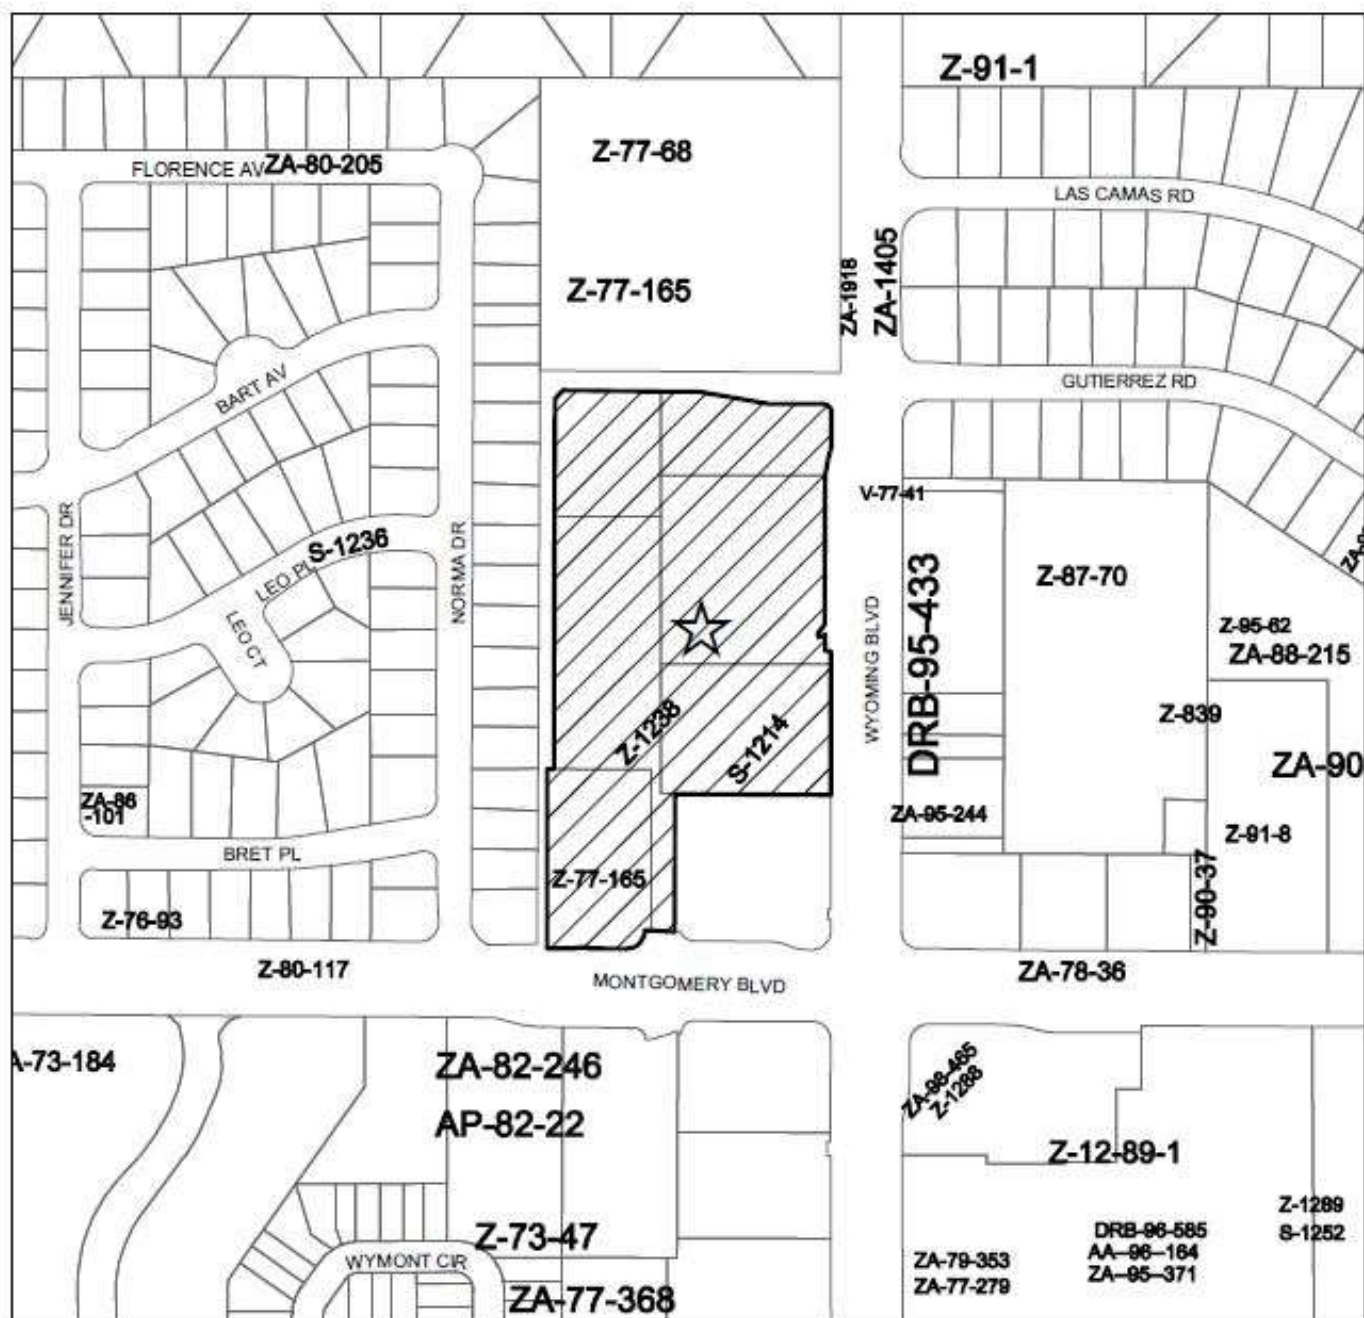 Z-91-1
Z-77-68
FLORENCE AV
ZA-80-205
LAS CAMAS RD
Z-77-165
ZA-1918
ZA-1405
BART AV
GUTIERREZ RD
V-77-41
JENNIFER DR
S-1236
LEO PL
LEO CT
NORMA DR
WYOMING BLVD
DRB-95-433
Z-87-70
Z-95-62
ZA-88-215
Z-1238
S-1214
Z-839
ZA-90
ZA-86
-101
ZA-95-244
Z-91-8
BRET PL
Z-77-165
Z-90-37
Z-76-93
Z-80-117
MONTGOMERY BLVD
ZA-78-36
A-73-184
ZA-82-246
AP-82-22
ZA-98-465
Z-1288
Z-12-89-1
Z-73-47
WYMONT CIR
ZA-77-368
ZA-79-353
ZA-77-279
DRB-96-585
AA--96--164
ZA--95--371
Z-1289
S-1252